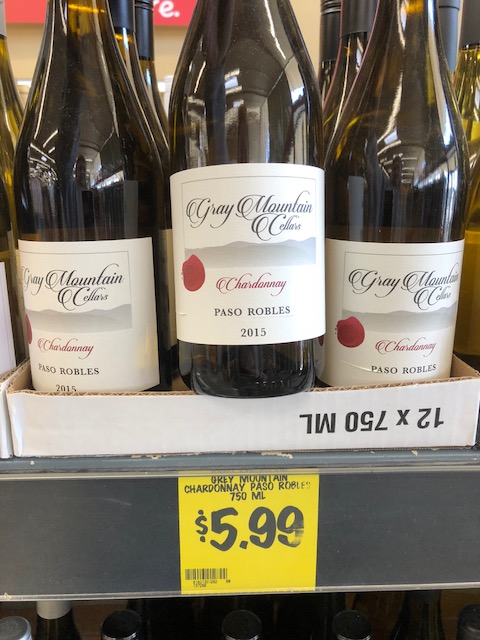 re.
Gray Mountain
Cellars
Chardonnay
PASO ROBLES
2015
Gray Mountain
Cellars
Chardonnay
PASO ROBLES
2015
Gray Mountain
Cellars
Chardonnay
PASO ROBLES
12 x 750 ML
GREY MOUNTAIN
CHARDONNAY PASO ROBLES
750 ML
$5.99